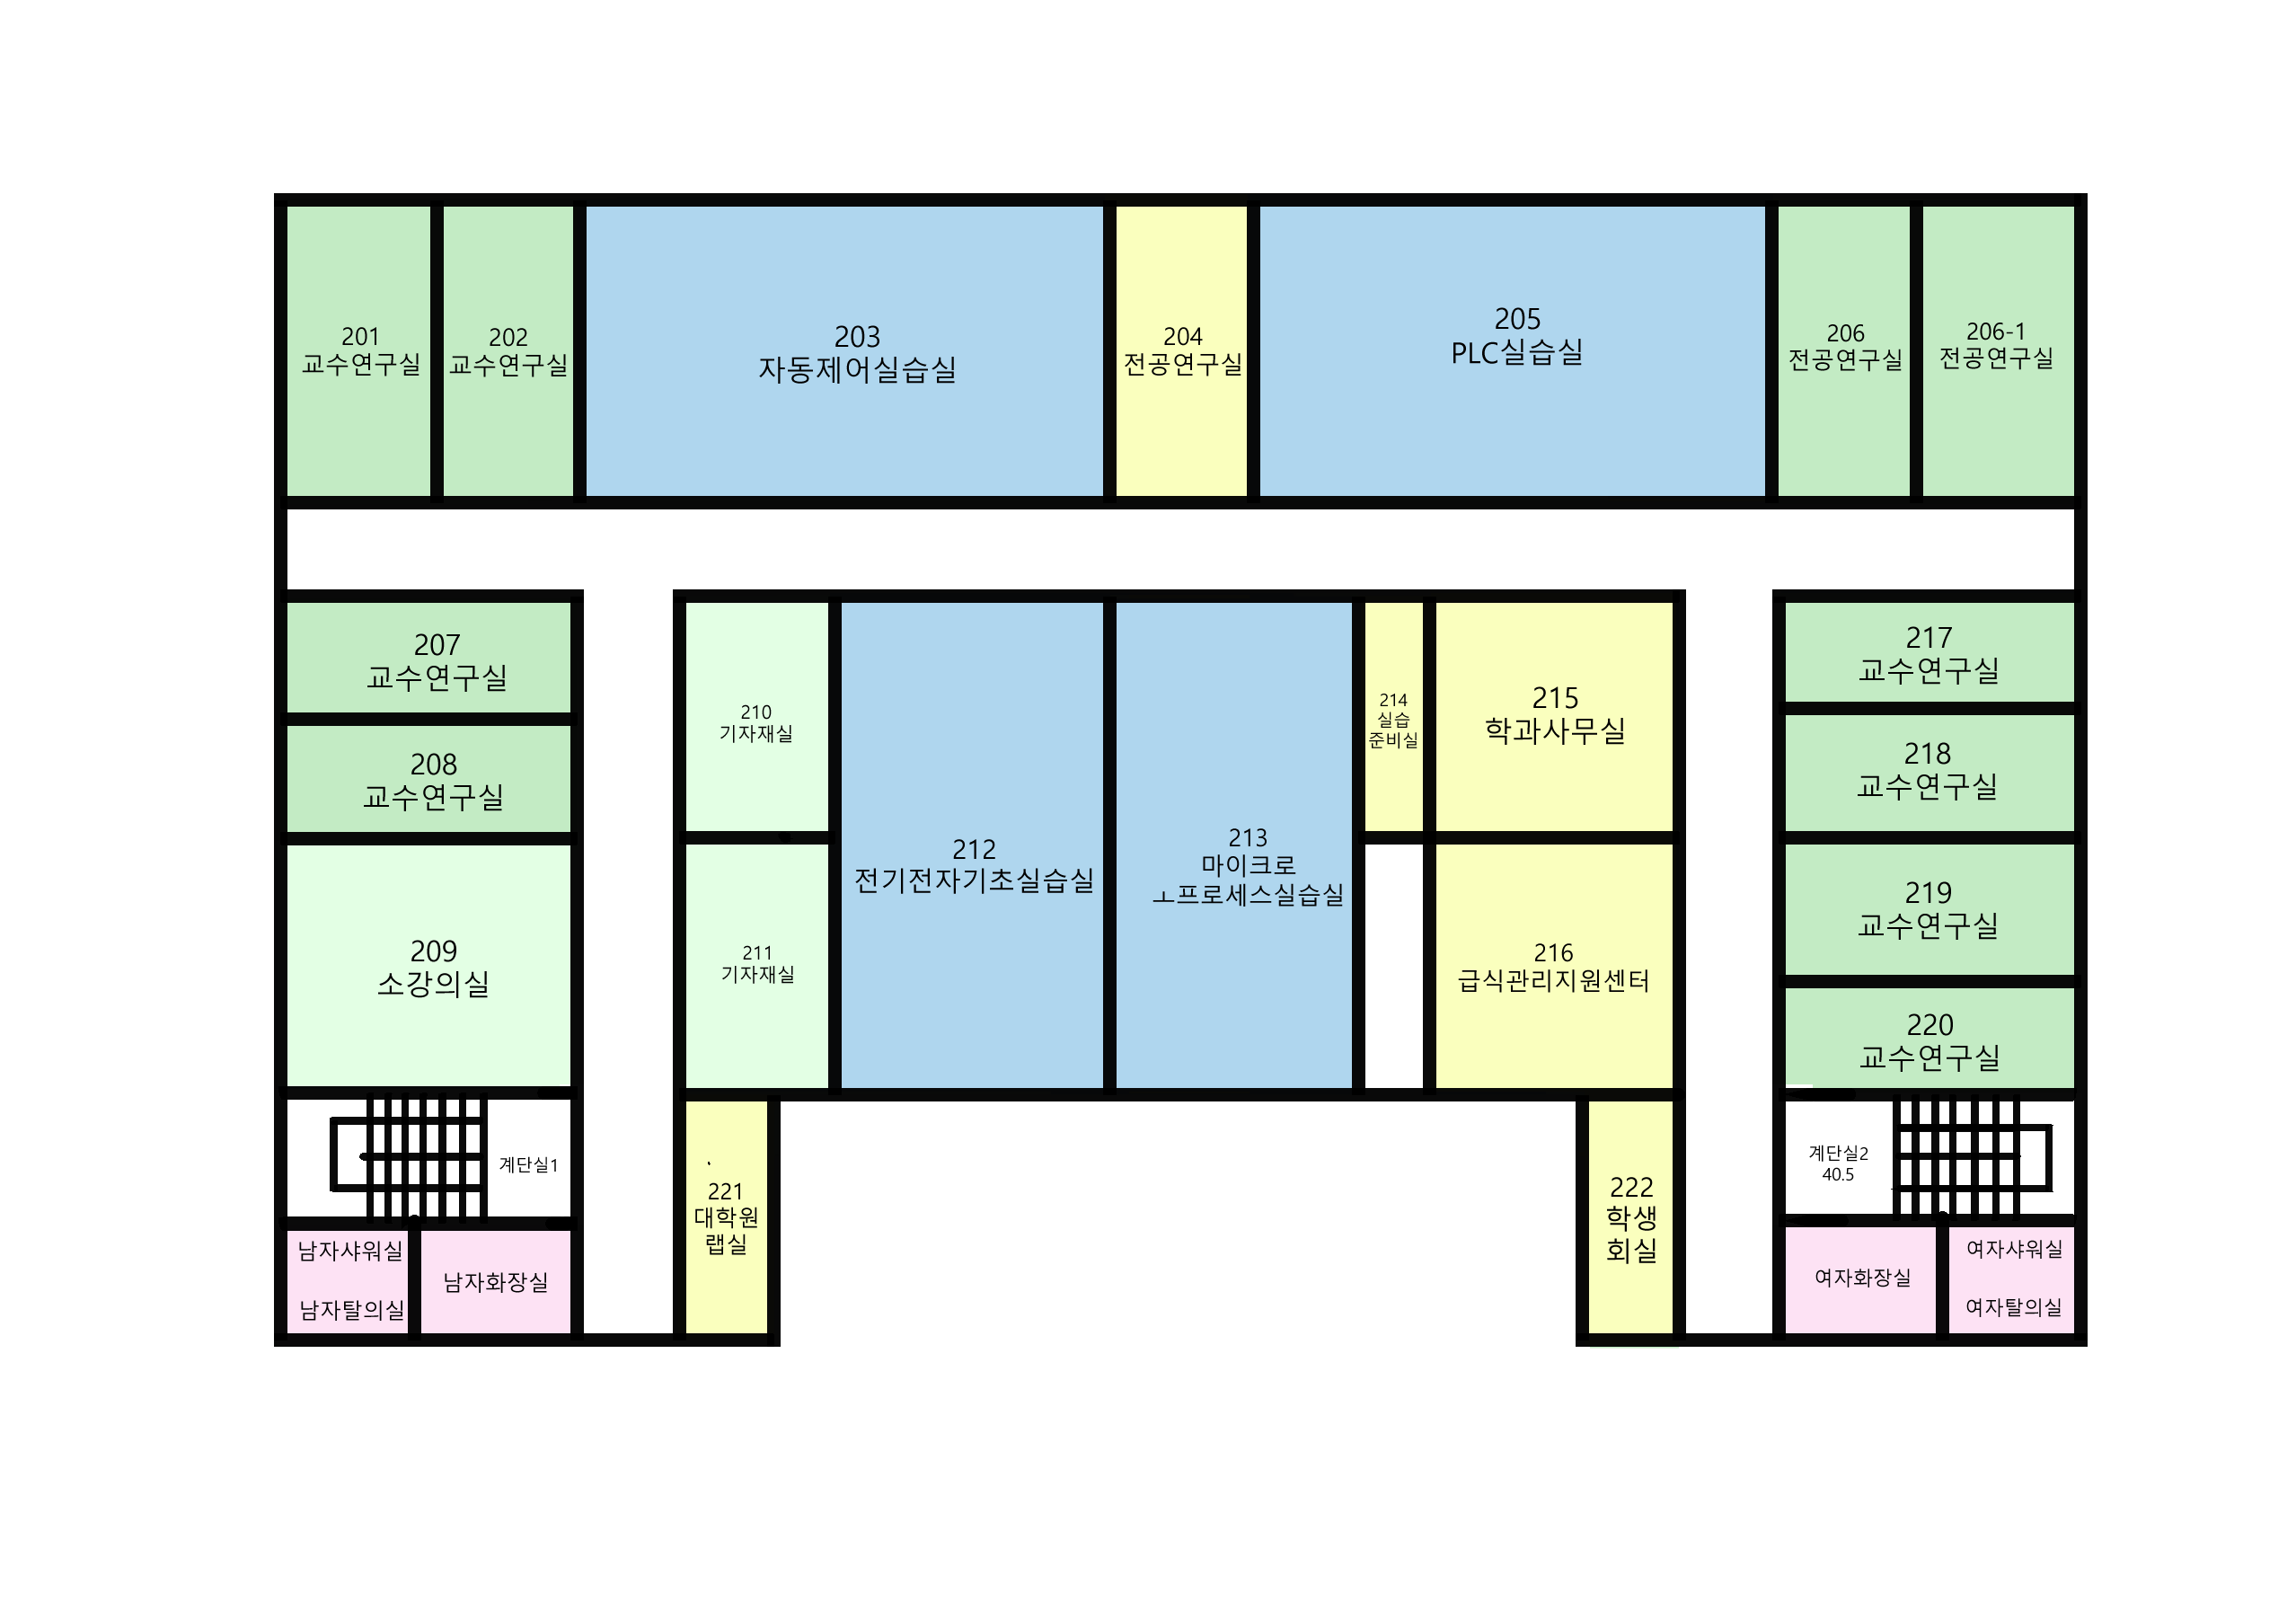 201
교수연구실
202
교수연구실
203
자동제어실습실
204
전공연구실
205
PLC실습실
206
전공연구실
206-1
전공연구실
207
교수연구실
208
교수연구실
209
소강의실
210
기자재실
211
기자재실
212
전기전자기초실습실
213
마이크로
ㅗ프로세스실습실
214
실습
준비실
215
학과사무실
216
급식관리지원센터
217
교수연구실
218
교수연구실
219
교수연구실
220
교수연구실
계단실1
남자샤워실
남자탈의실
남자화장실
221
대학원
랩실
222
학생
회실
계단실2
40.5
여자화장실
여자샤워실
여자탈의실